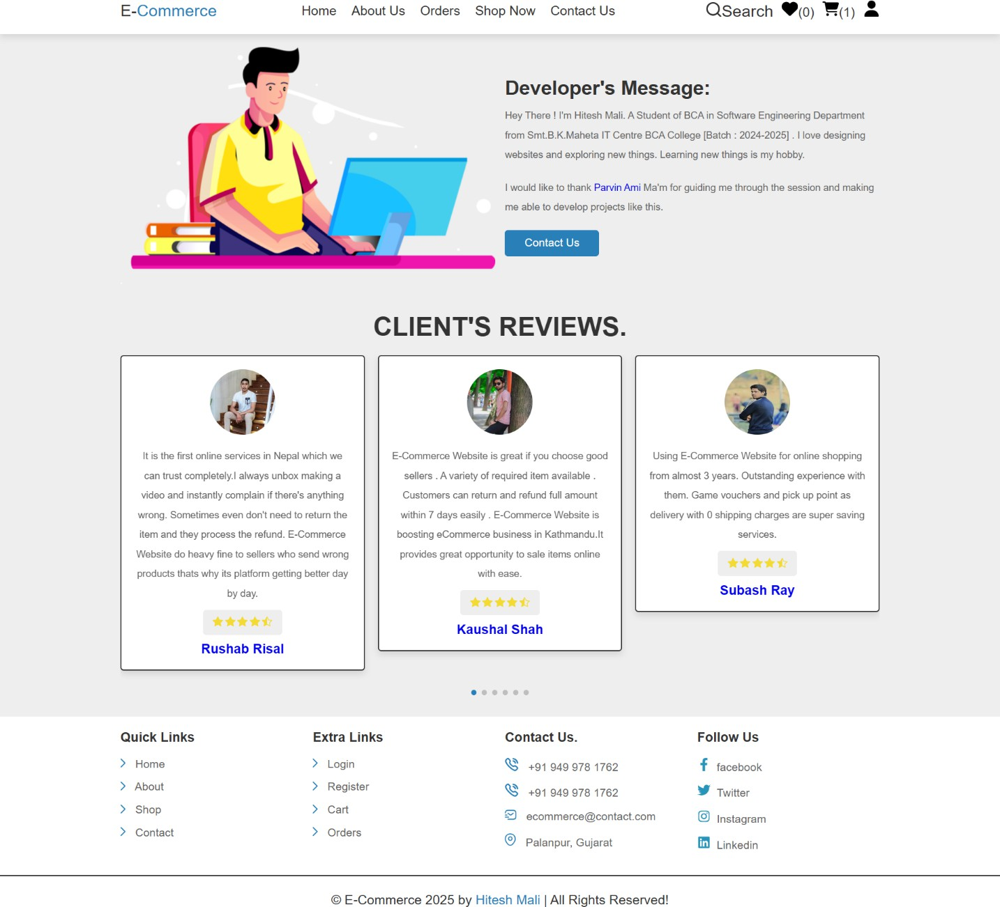 E-Commerce
Home About Us Orders Shop Now Contact Us
Search (0) (1)
Developer's Message:
Hey There ! I'm Hitesh Mali. A Student of BCA in Software Engineering Department
from Smt.B.K.Maheta IT Centre BCA College [Batch : 2024-2025] . I love designing
websites and exploring new things. Learning new things is my hobby.
I would like to thank Parvin Ami Ma'm for guiding me through the session and making
me able to develop projects like this.
Contact Us
CLIENT'S REVIEWS.
It is the first online services in Nepal which we
can trust completely.I always unbox making a
video and instantly complain if there's anything
wrong. Sometimes even don't need to return the
item and they process the refund. E-Commerce
Website do heavy fine to sellers who send wrong
products thats why its platform getting better day
by day.
Rushab Risal
E-Commerce Website is great if you choose good
sellers . A variety of required item available .
Customers can return and refund full amount
within 7 days easily . E-Commerce Website is
boosting eCommerce business in Kathmandu.It
provides great opportunity to sale items online
with ease.
Kaushal Shah
Using E-Commerce Website for online shopping
from almost 3 years. Outstanding experience with
them. Game vouchers and pick up point as
delivery with 0 shipping charges are super saving
services.
Subash Ray
Quick Links
Home
About
Shop
Contact
Extra Links
Login
Register
Cart
Orders
Contact Us.
+91 949 978 1762
+91 949 978 1762
ecommerce@contact.com
Palanpur, Gujarat
Follow Us
facebook
Twitter
Instagram
Linkedin
© E-Commerce 2025 by Hitesh Mali | All Rights Reserved!